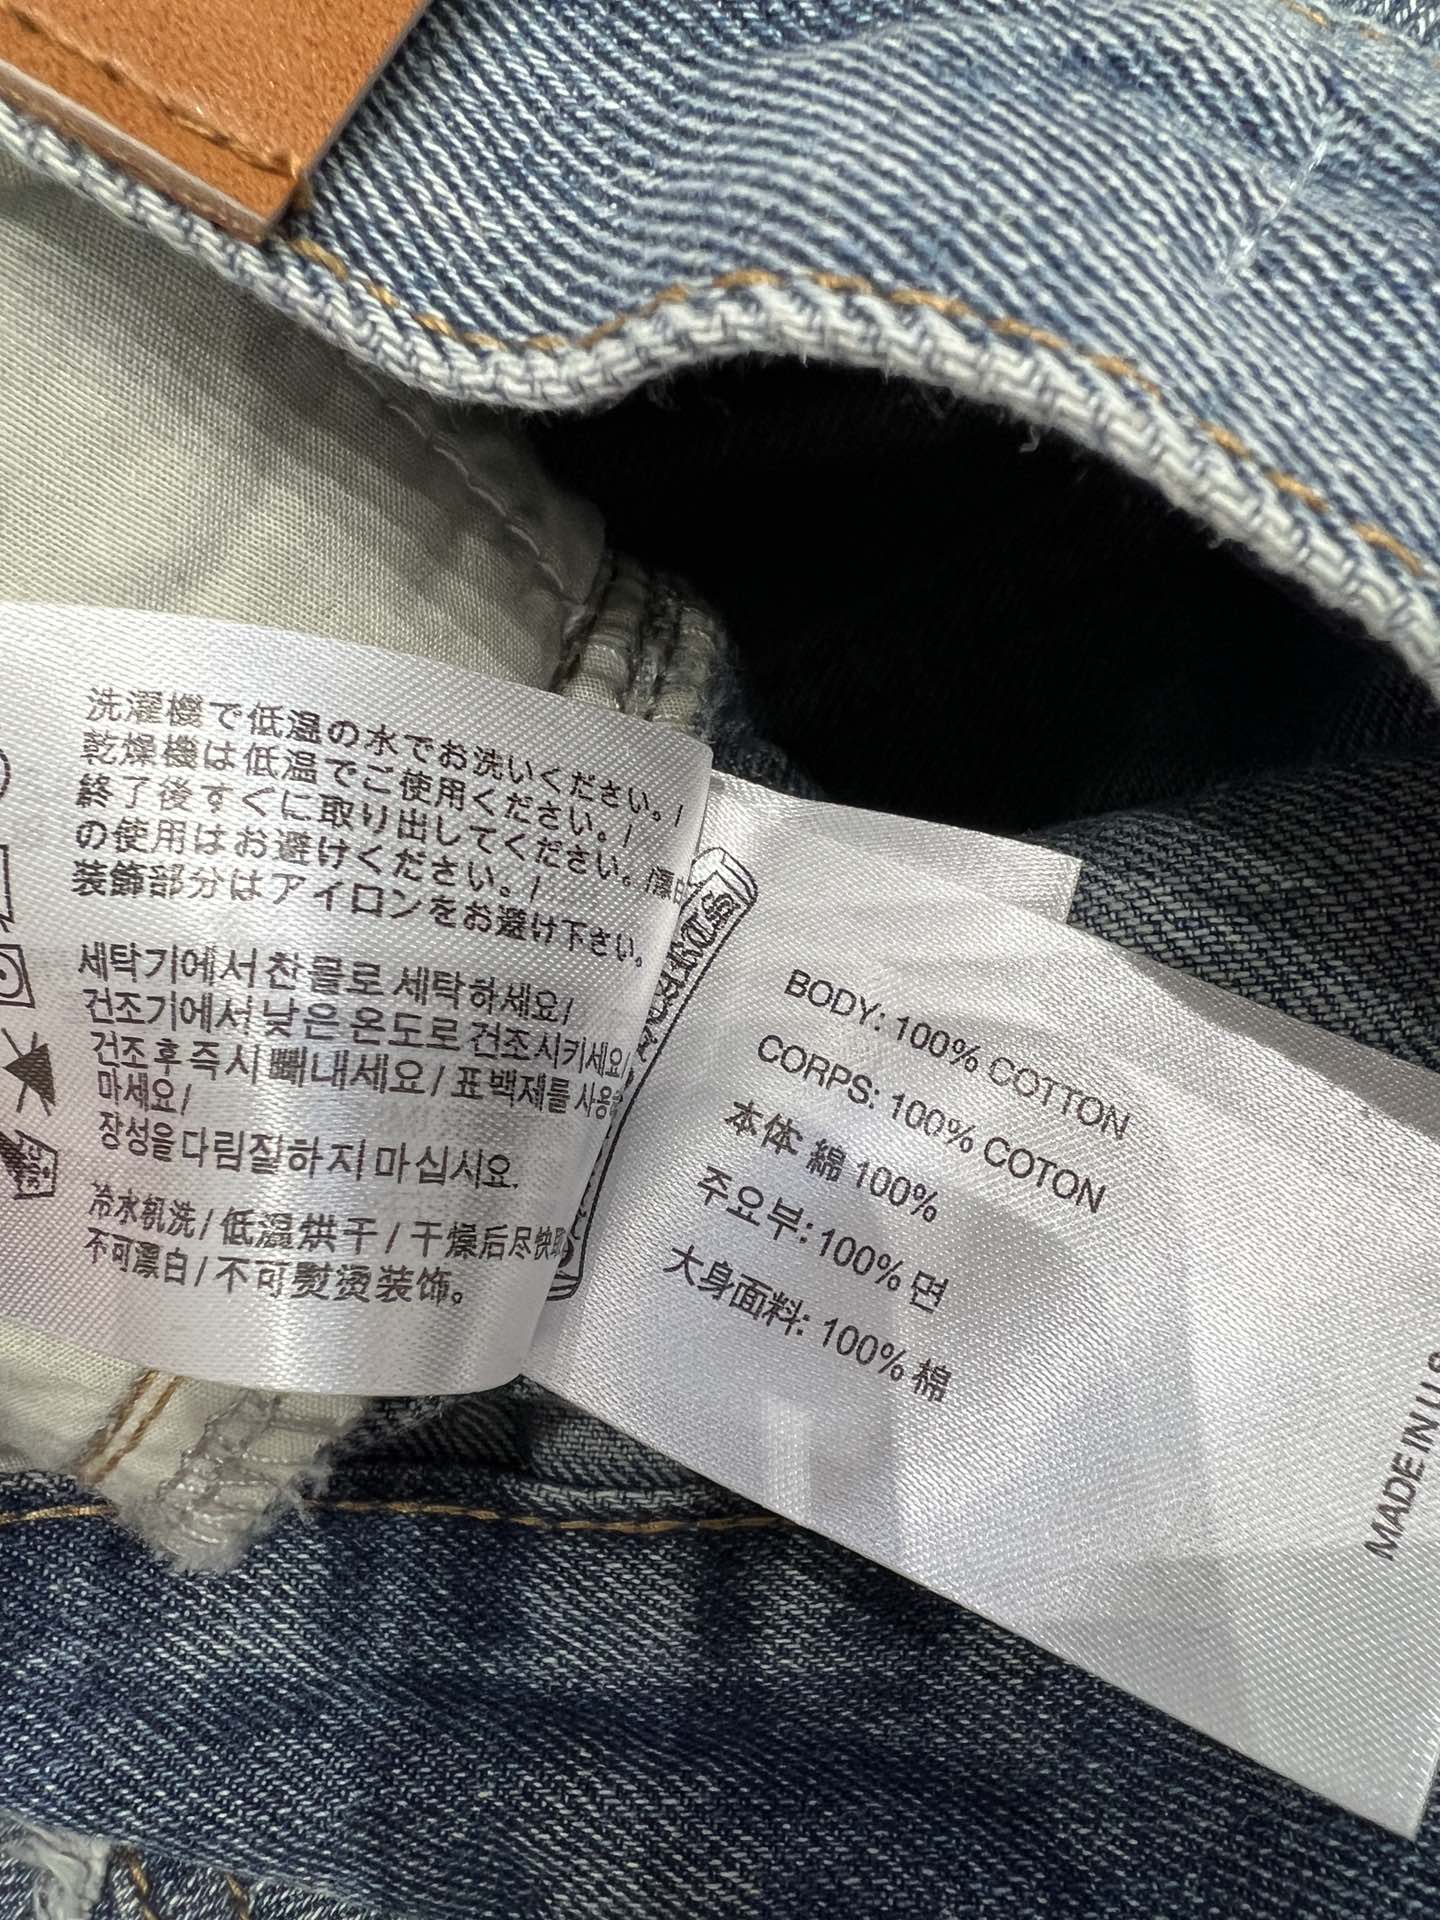 洗濯機で低温の水でお洗いください。/
乾燥機は低温でご使用ください。/
終了後すぐに取り出してください。/漂白
の使用はお避けください。/
装飾部分はアイロンをお避け下さい。
세탁기에서 찬 물로 세탁하세요/
건조기에서 낮은 온도로 건조시키세요/
건조 후 즉시 빼내세요/ 표백제를 사용
마세요/
장성을 다림질하지 마십시요.
冷水机洗/低温烘干/干燥后尽快取
不可漂白/不可熨烫装饰。
BODY: 100% COTTON
CORPS: 100% COTON
本体 綿 100%
주요부: 100% 면
大身面料: 100% 棉
MADE IN U.S